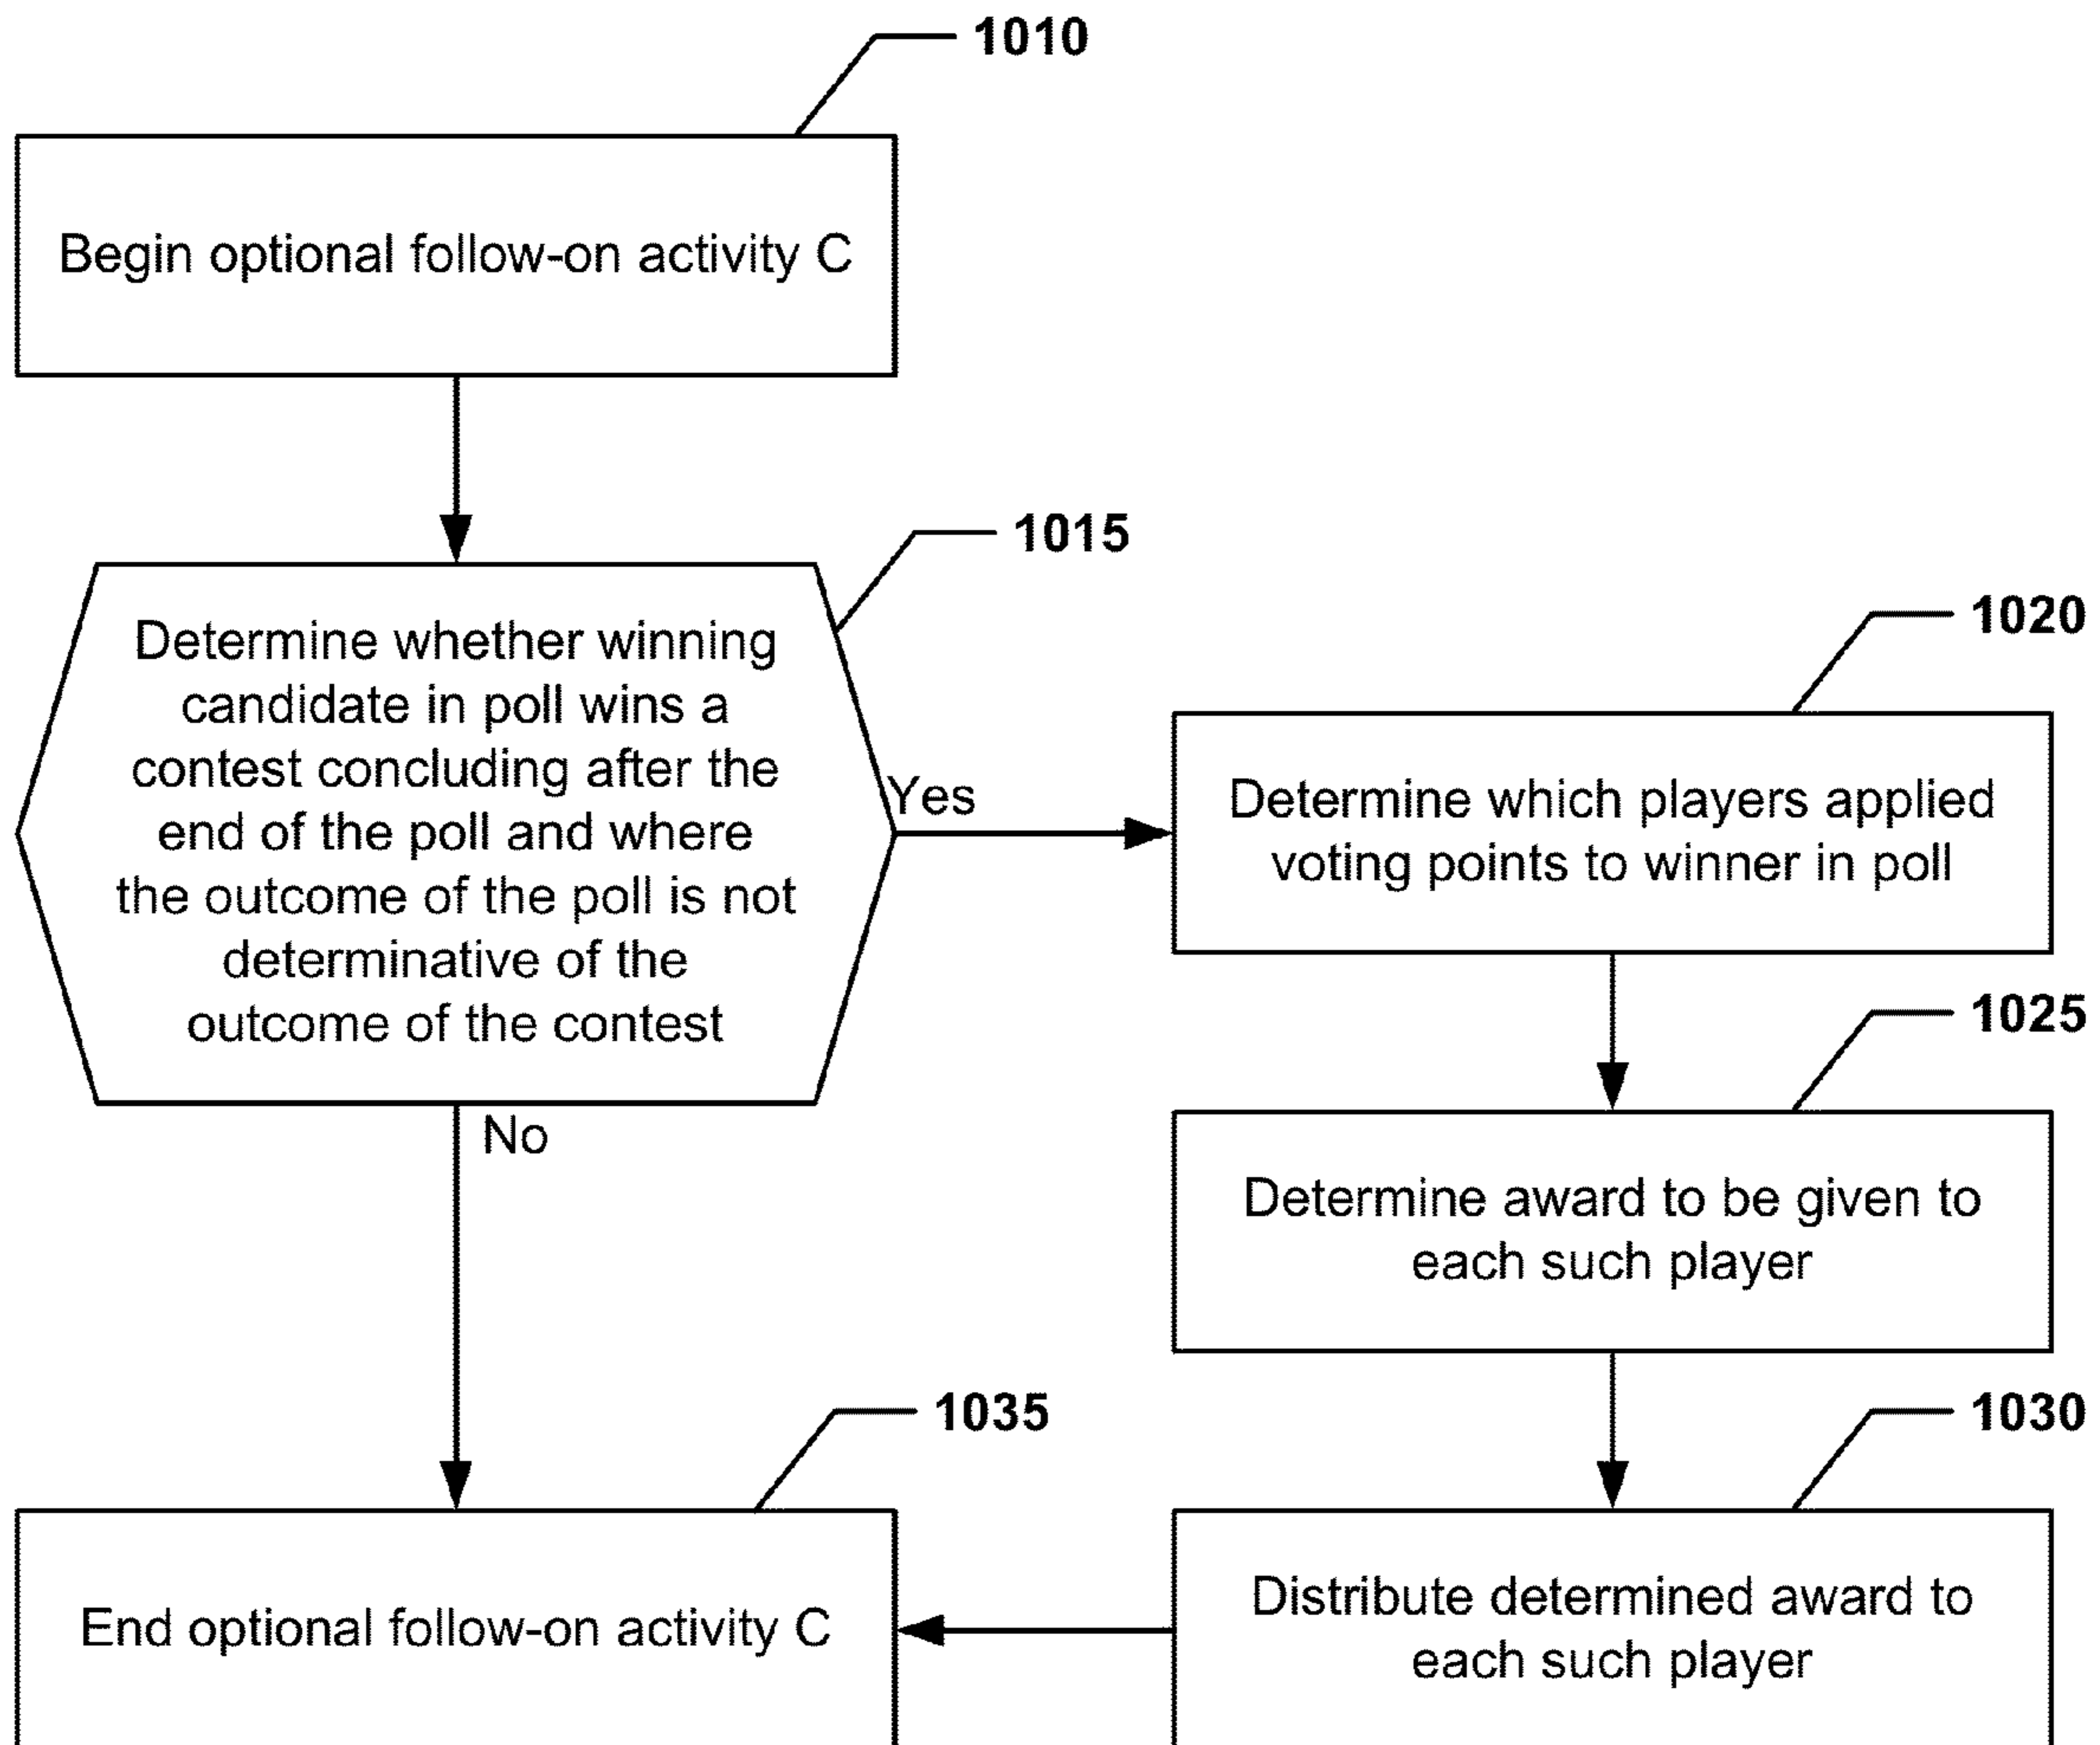 1010
Begin optional follow-on activity C
1015
Determine whether winning
candidate in poll wins a
contest concluding after the
end of the poll and where
the outcome of the poll is not
determinative of the
outcome of the contest
Yes
No
1020
Determine which players applied
voting points to winner in poll
1025
Determine award to be given to
each such player
1030
Distribute determined award to
each such player
1035
End optional follow-on activity C